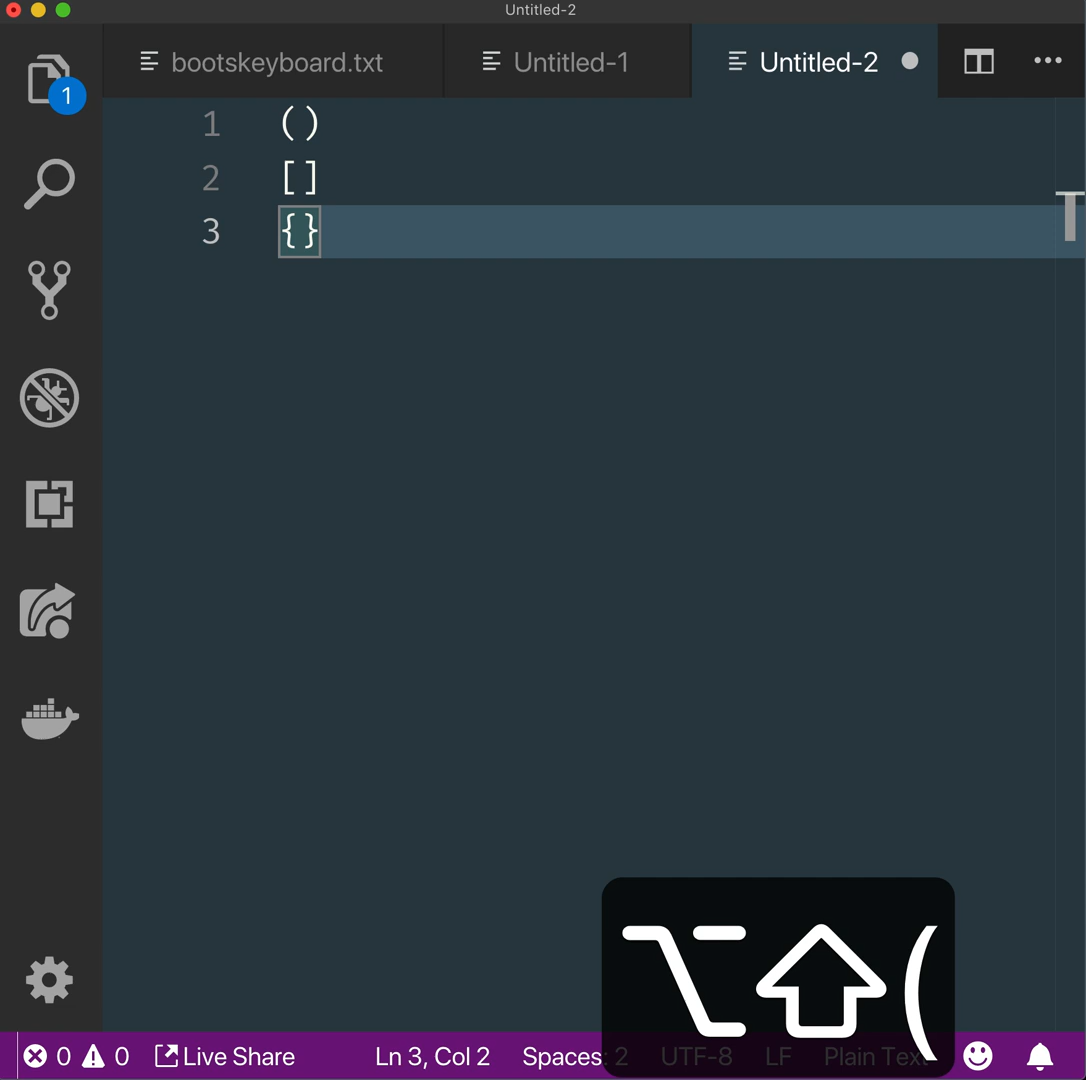 Untitled-2
bootskeyboard.txt Untitled-1 Untitled-2
1
1 ()
2 []
3 {}
⌥⇧(
0 0 Live Share Ln 3, Col 2 Spaces: 2 UTF-8 LF Plain Text